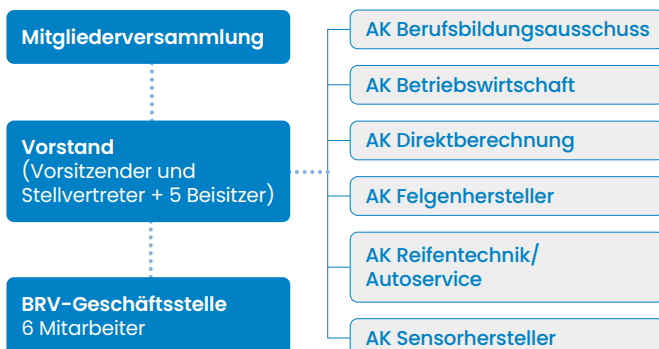 Mitgliederversammlung
Vorstand
(Vorsitzender und
Stellvertreter + 5 Beisitzer)
BRV-Geschäftsstelle
6 Mitarbeiter
AK Berufsbildungsausschuss
AK Betriebswirtschaft
AK Direktberechnung
AK Felgenhersteller
AK Reifentechnik/
Autoservice
AK Sensorhersteller